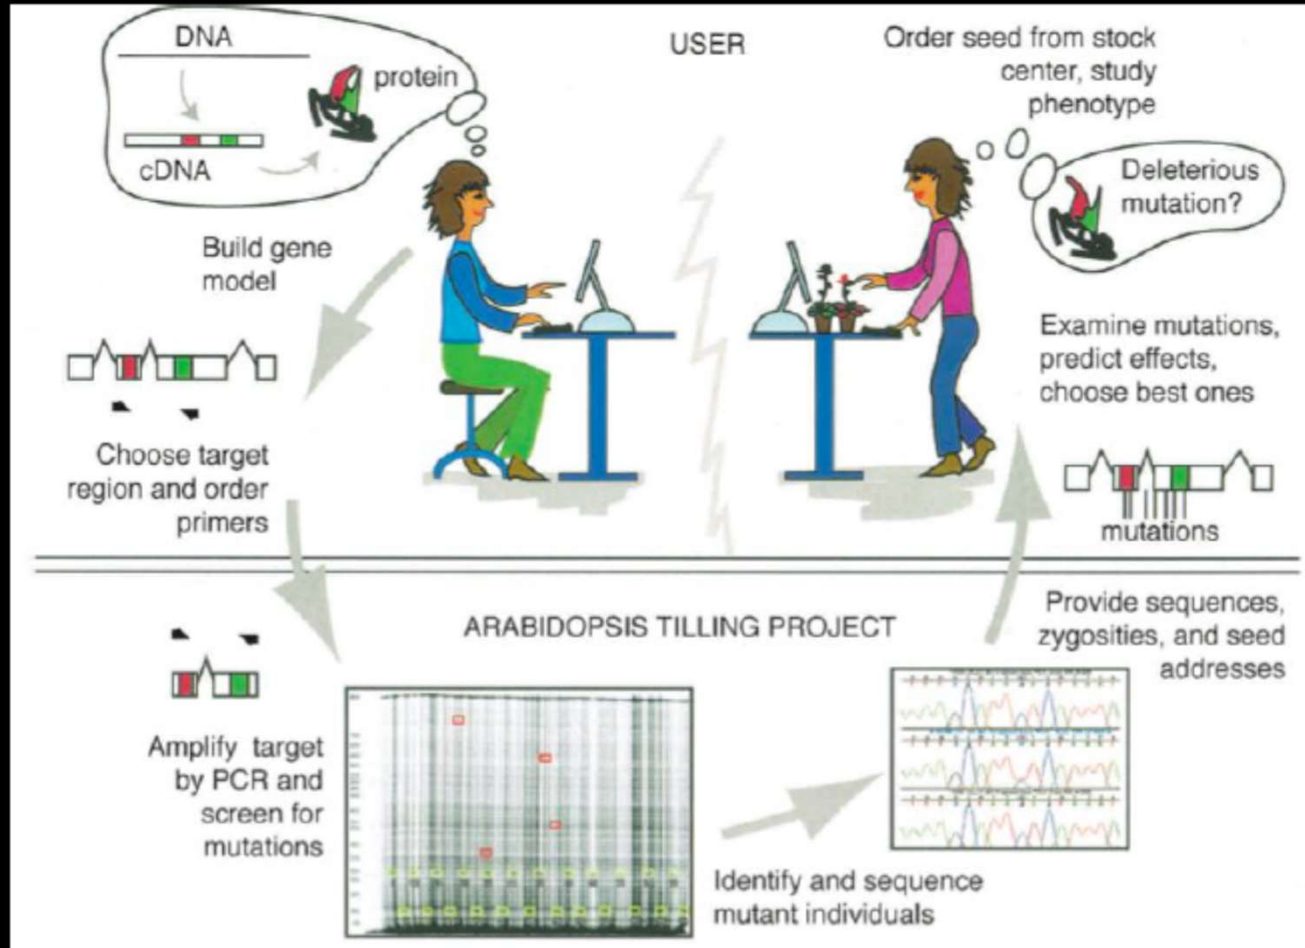 DNA
protein
cDNA
USER
Order seed from stock
center, study
phenotype
Deleterious
mutation?
Build gene
model
Examine mutations,
predict effects,
choose best ones
Choose target
region and order
primers
mutations
ARABIDOPSIS TILLING PROJECT
Provide sequences,
zygosities, and seed
addresses
Amplify target
by PCR and
screen for
mutations
Identify and sequence
mutant individuals